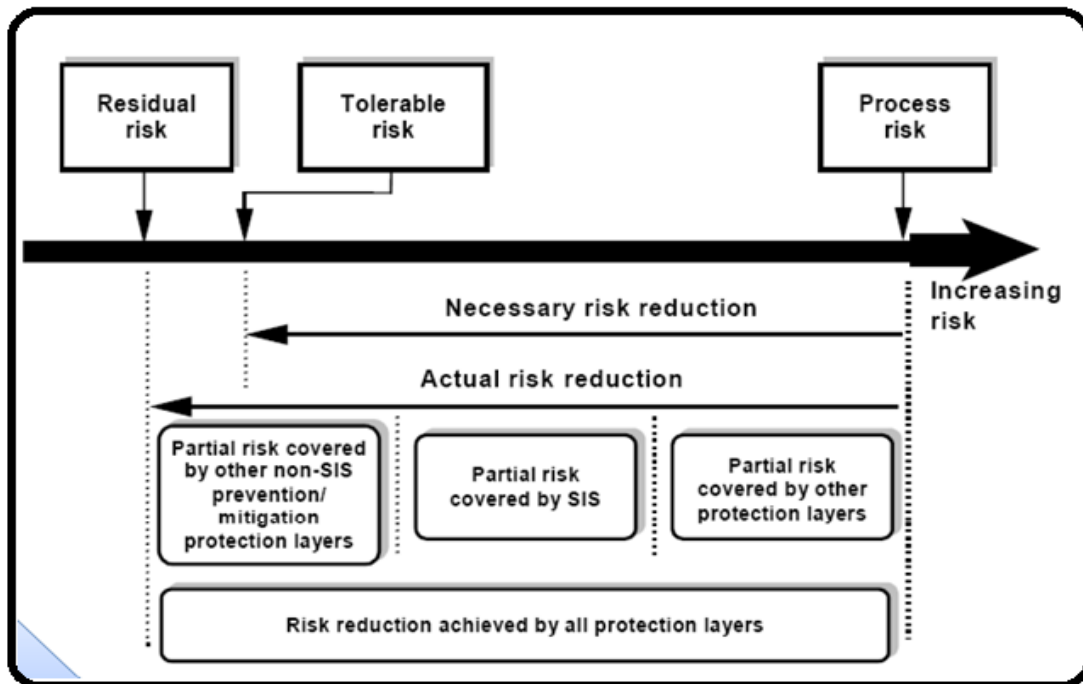 Residual
risk
Tolerable
risk
Process
risk
Increasing
risk
Necessary risk reduction
Actual risk reduction
Partial risk covered
by other non-SIS
prevention/
mitigation
protection layers
Partial risk
covered by SIS
Partial risk
covered by other
protection layers
Risk reduction achieved by all protection layers